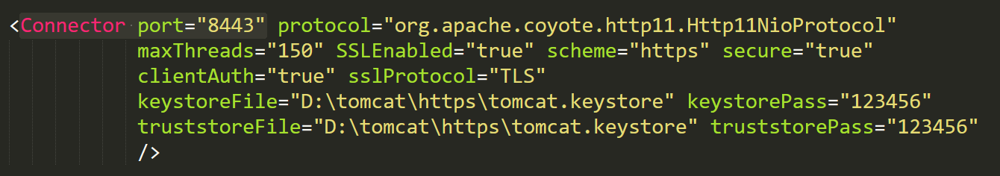 <Connector port="8443" protocol="org.apache.coyote.http11.Http11NioProtocol"
maxThreads="150" SSLEnabled="true" scheme="https" secure="true"
clientAuth="true" sslProtocol="TLS"
keystoreFile="D:\tomcat\https\tomcat.keystore" keystorePass="123456"
truststoreFile="D:\tomcat\https\tomcat.keystore" truststorePass="123456"
/>